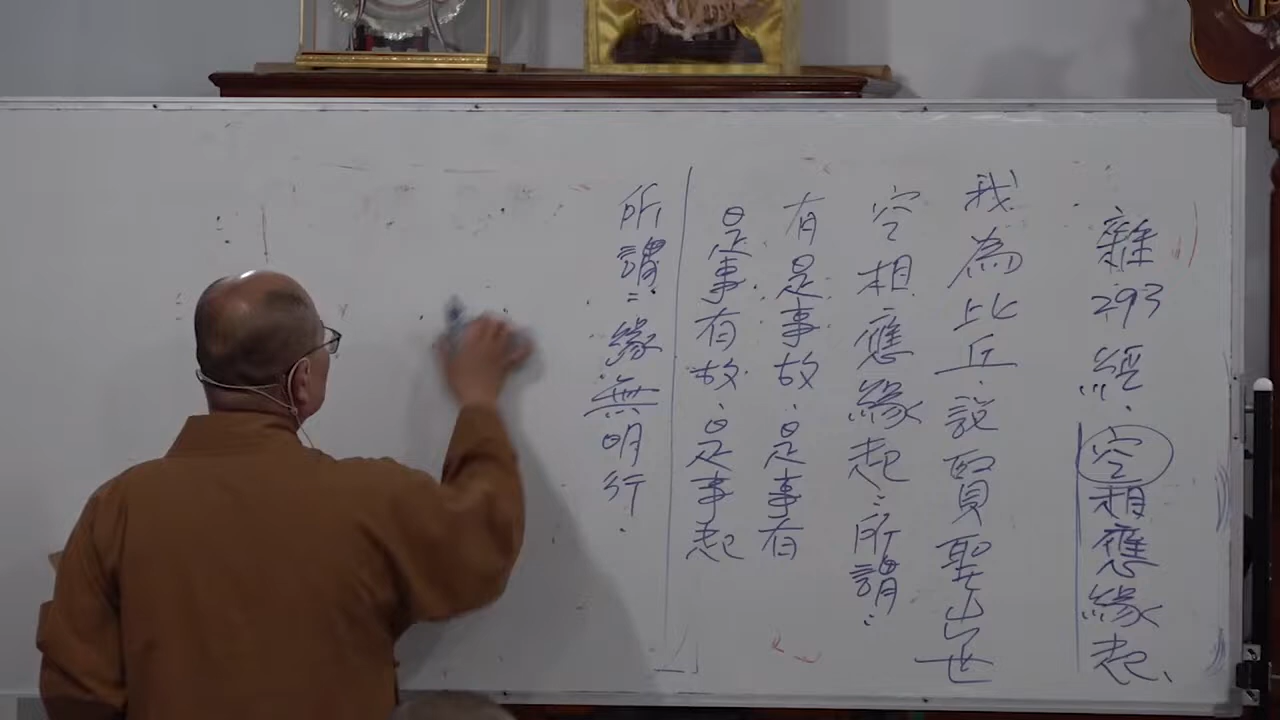 雜293經、空相應緣起、
我為比丘、說賢聖出世
空相應緣起：所謂：
有是事故、是事有
是事有故、是事起
所謂：緣無明行．